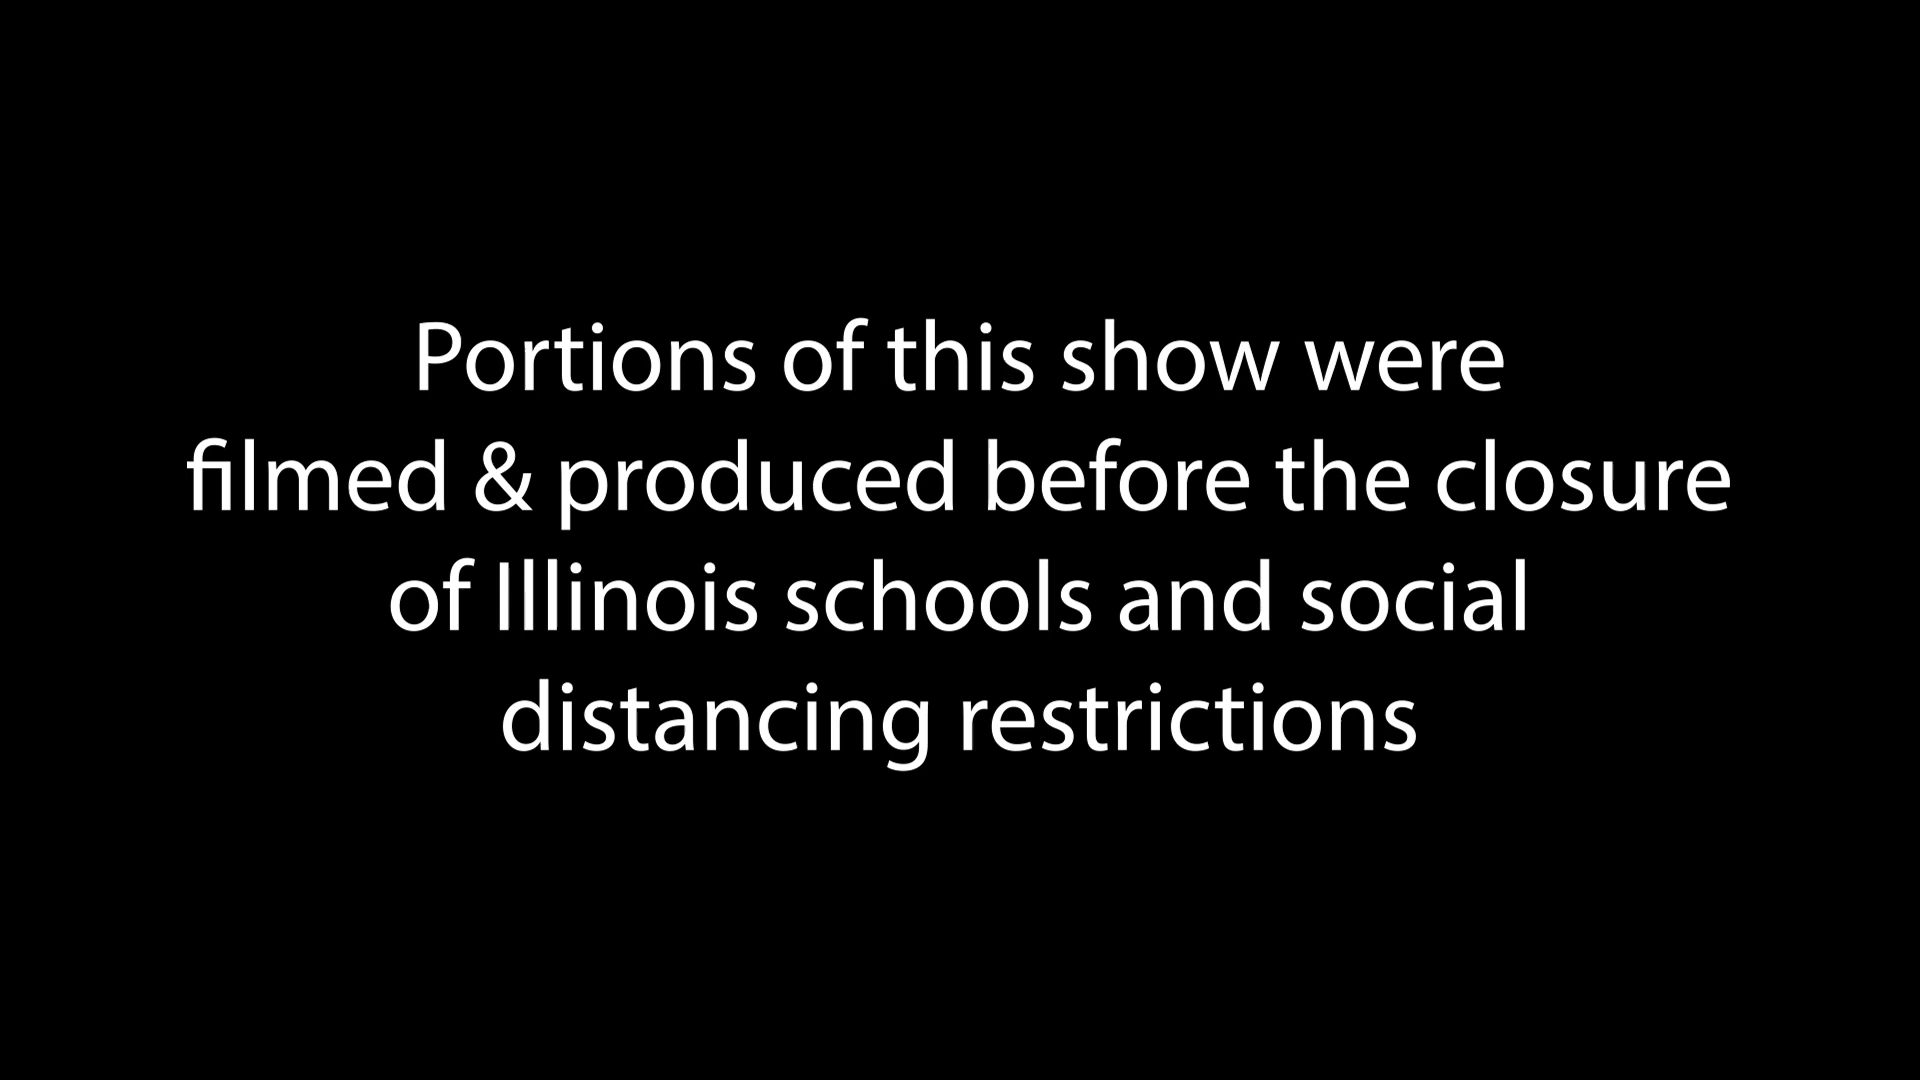 Portions of this show were
filmed & produced before the closure
of Illinois schools and social
distancing restrictions